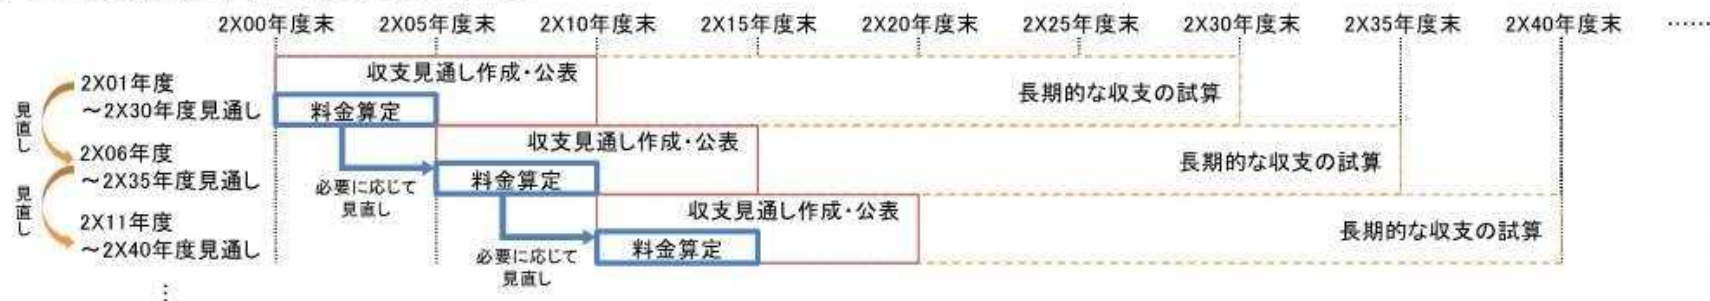 2X00年度末 2X05年度末 2X10年度末 2X15年度末 2X20年度末 2X25年度末 2X30年度末 2X35年度末 2X40年度末 ……
見直し
2X01年度
～2X30年度見通し
収支見通し作成・公表
長期的な収支の試算
料金算定
必要に応じて
見直し
見直し
2X06年度
～2X35年度見通し
収支見通し作成・公表
長期的な収支の試算
料金算定
必要に応じて
見直し
2X11年度
～2X40年度見通し
収支見通し作成・公表
長期的な収支の試算
料金算定
⋮